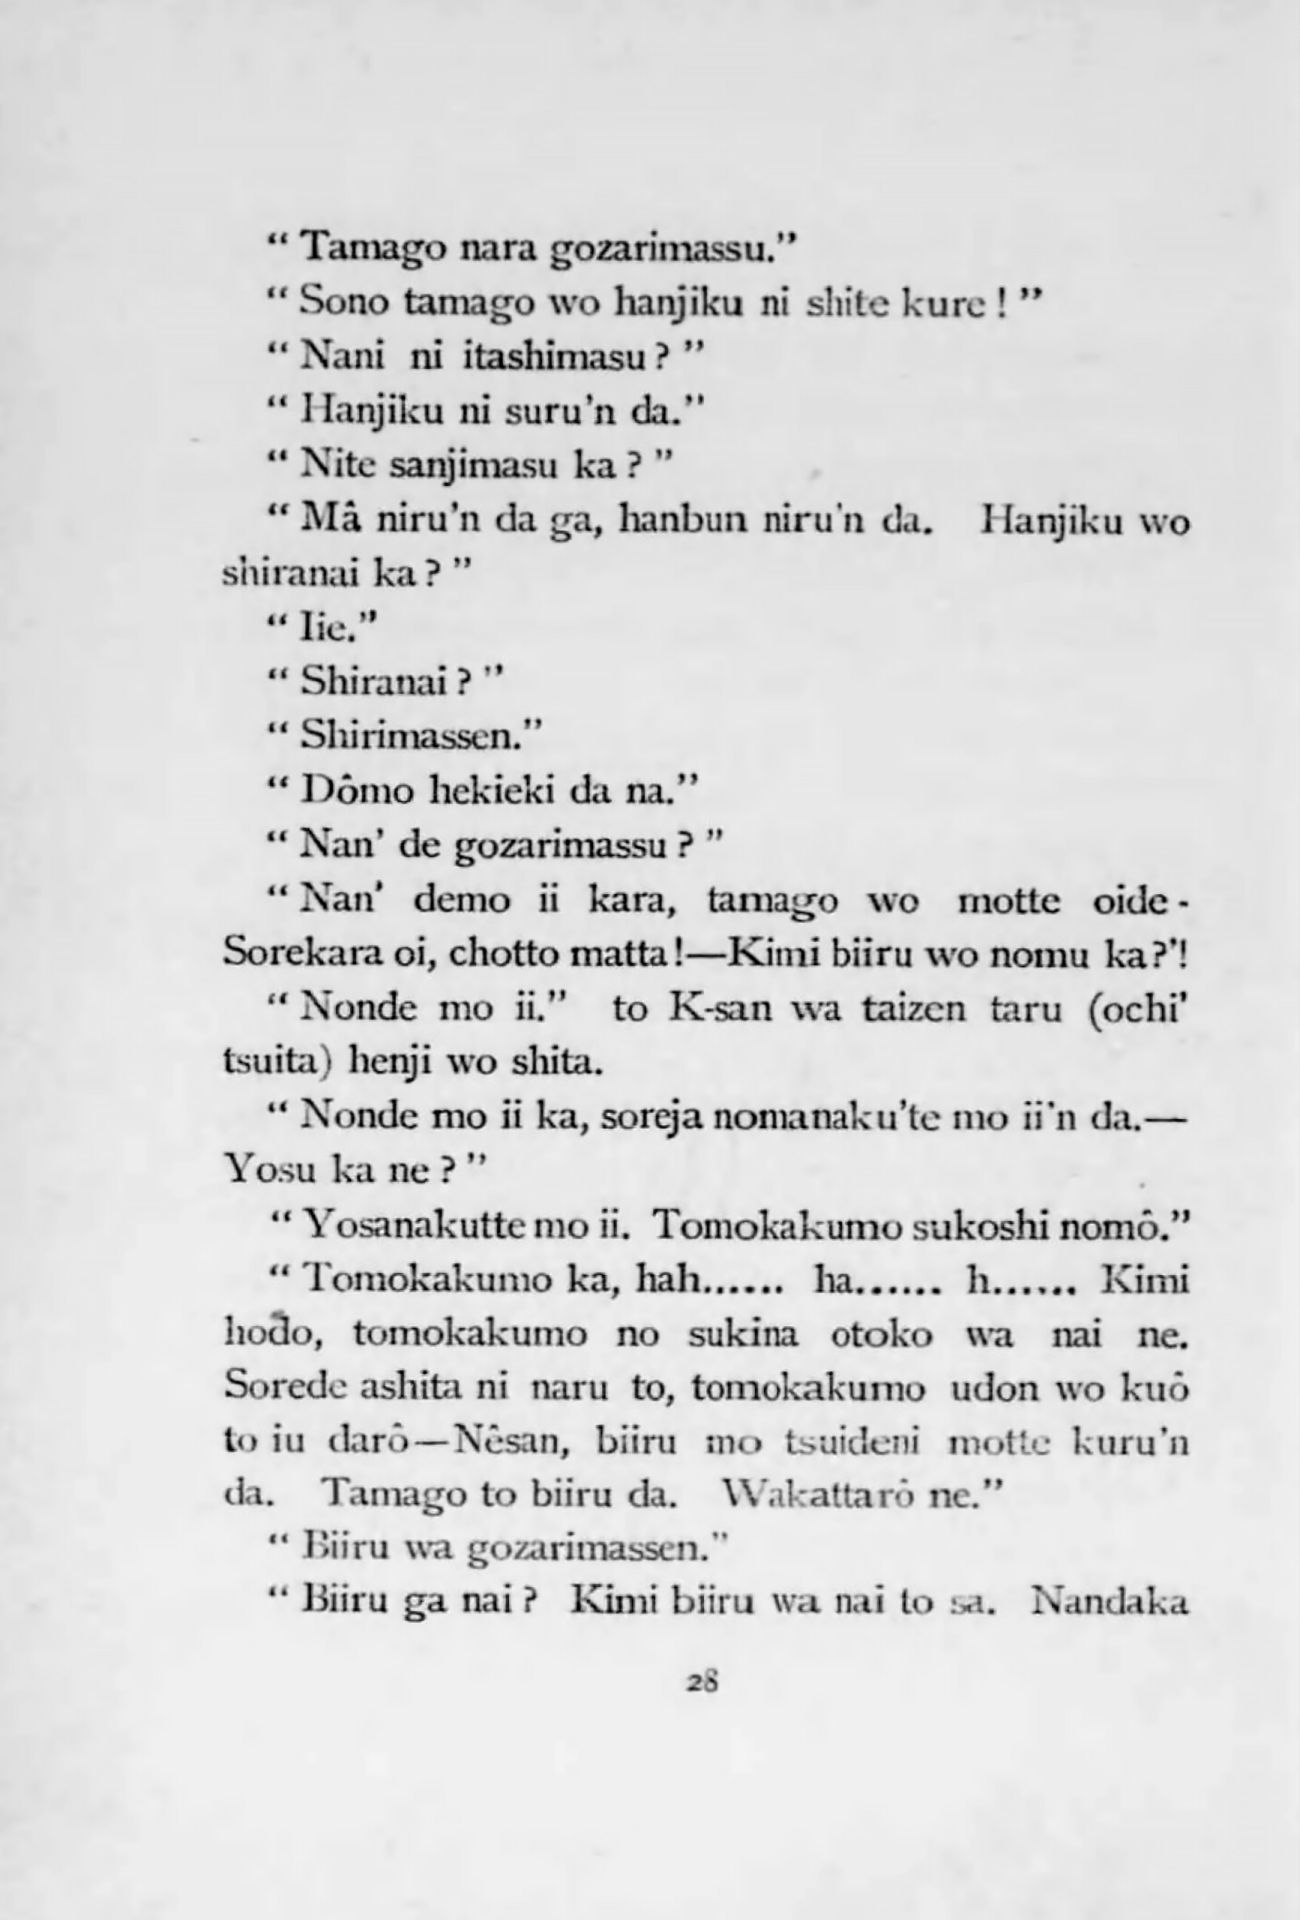 “ Tamago nara gozarimassu.”
“ Sono tamago wo hanjiku ni shite kure ! ”
“ Nani ni itashimasu ? ”
“ Hanjiku ni suru’n da.”
“ Nite sanjimasu ka ? ”
“ Mâ niru’n da ga, hanbun niru’n da. Hanjiku wo
shiranai ka ? ”
“ Iie.”
“ Shiranai ? ”
“ Shirimassen.”
“ Dômo hekieki da na.”
“ Nan’ de gozarimassu ? ”
“ Nan’ demo ii kara, tamago wo motte oide -
Sorekara oi, chotto matta !—Kimi biiru wo nomu ka?’!
“ Nonde mo ii.” to K-san wa taizen taru (ochi’
tsuita) henji wo shita.
“ Nonde mo ii ka, soreja nomanaku’te mo ii’n da.—
Yosu ka ne ? ”
“ Yosanakutte mo ii. Tomokakumo sukoshi nomô.”
“ Tomokakumo ka, hah...... ha...... h...... Kimi
hodo, tomokakumo no sukina otoko wa nai ne.
Sorede ashita ni naru to, tomokakumo udon wo kuô
to iu darô—Nêsan, biiru mo tsuideni motte kuru’n
da. Tamago to biiru da. Wakattarô ne.”
“ Biiru wa gozarimassen.”
“ Biiru ga nai ? Kimi biiru wa nai to sa. Nandaka
28